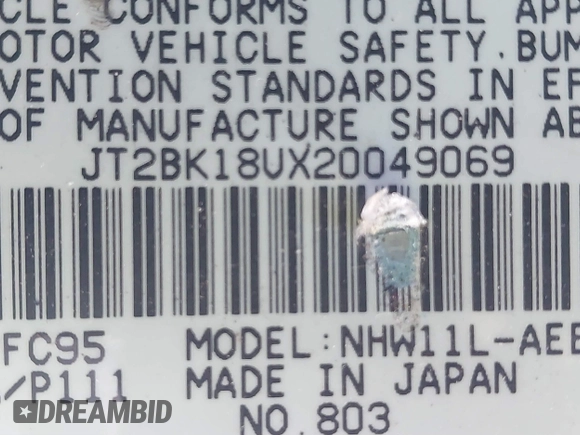 CLE CONFORMS TO ALL APP
OTOR VEHICLE SAFETY, BUM
VENTION STANDARDS IN EF
OF MANUFACTURE SHOWN AB
JT2BK18UX20049069
FC95 MODEL:NHW11L-AEE
/P111 MADE IN JAPAN
NO.803
DREAMBID